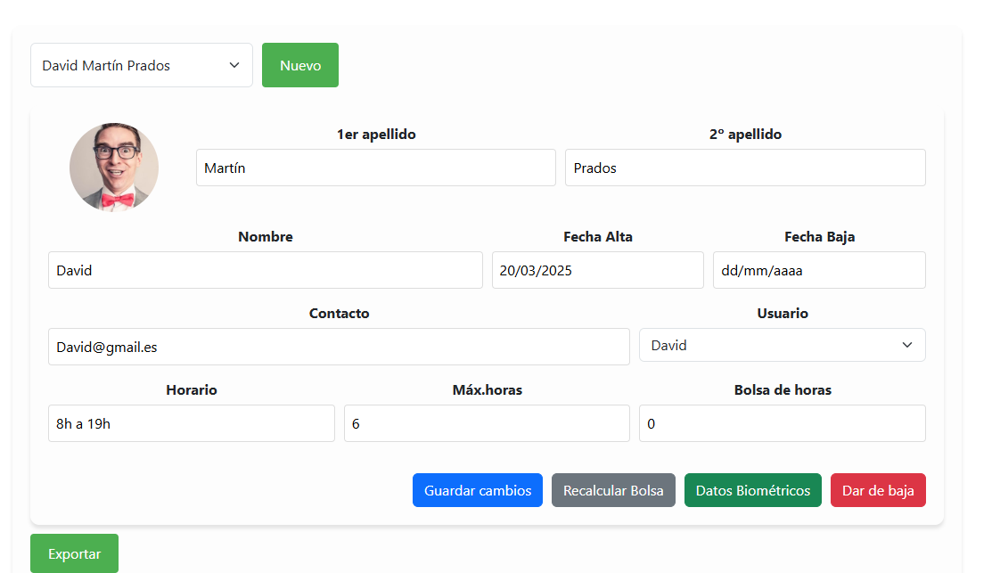 David Martín Prados
Nuevo
1er apellido 2º apellido
Martín Prados
Nombre Fecha Alta Fecha Baja
David 20/03/2025 dd/mm/aaaa
Contacto Usuario
David@gmail.es David
Horario Máx.horas Bolsa de horas
8h a 19h 6 0
Guardar cambios Recalcular Bolsa Datos Biométricos Dar de baja
Exportar